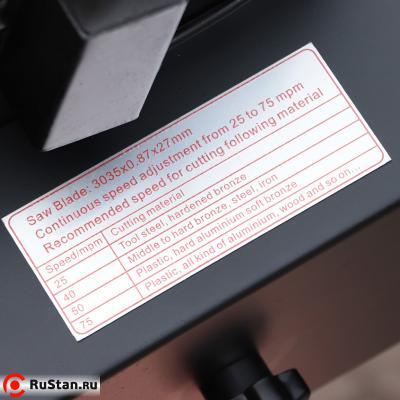 Saw Blade: 3035x0.87x27mm
Continuous speed adjustment from 25 to 75 mpm
Recommended speed for cutting following material
Speed/mpm Cutting material
25 Tool steel, hardened bronze
40 Middle to hard bronze, steel, iron
50 Plastic, hard aluminium soft bronze
75 Plastic, all kind of aluminium, wood and so on...
RuStan.ru